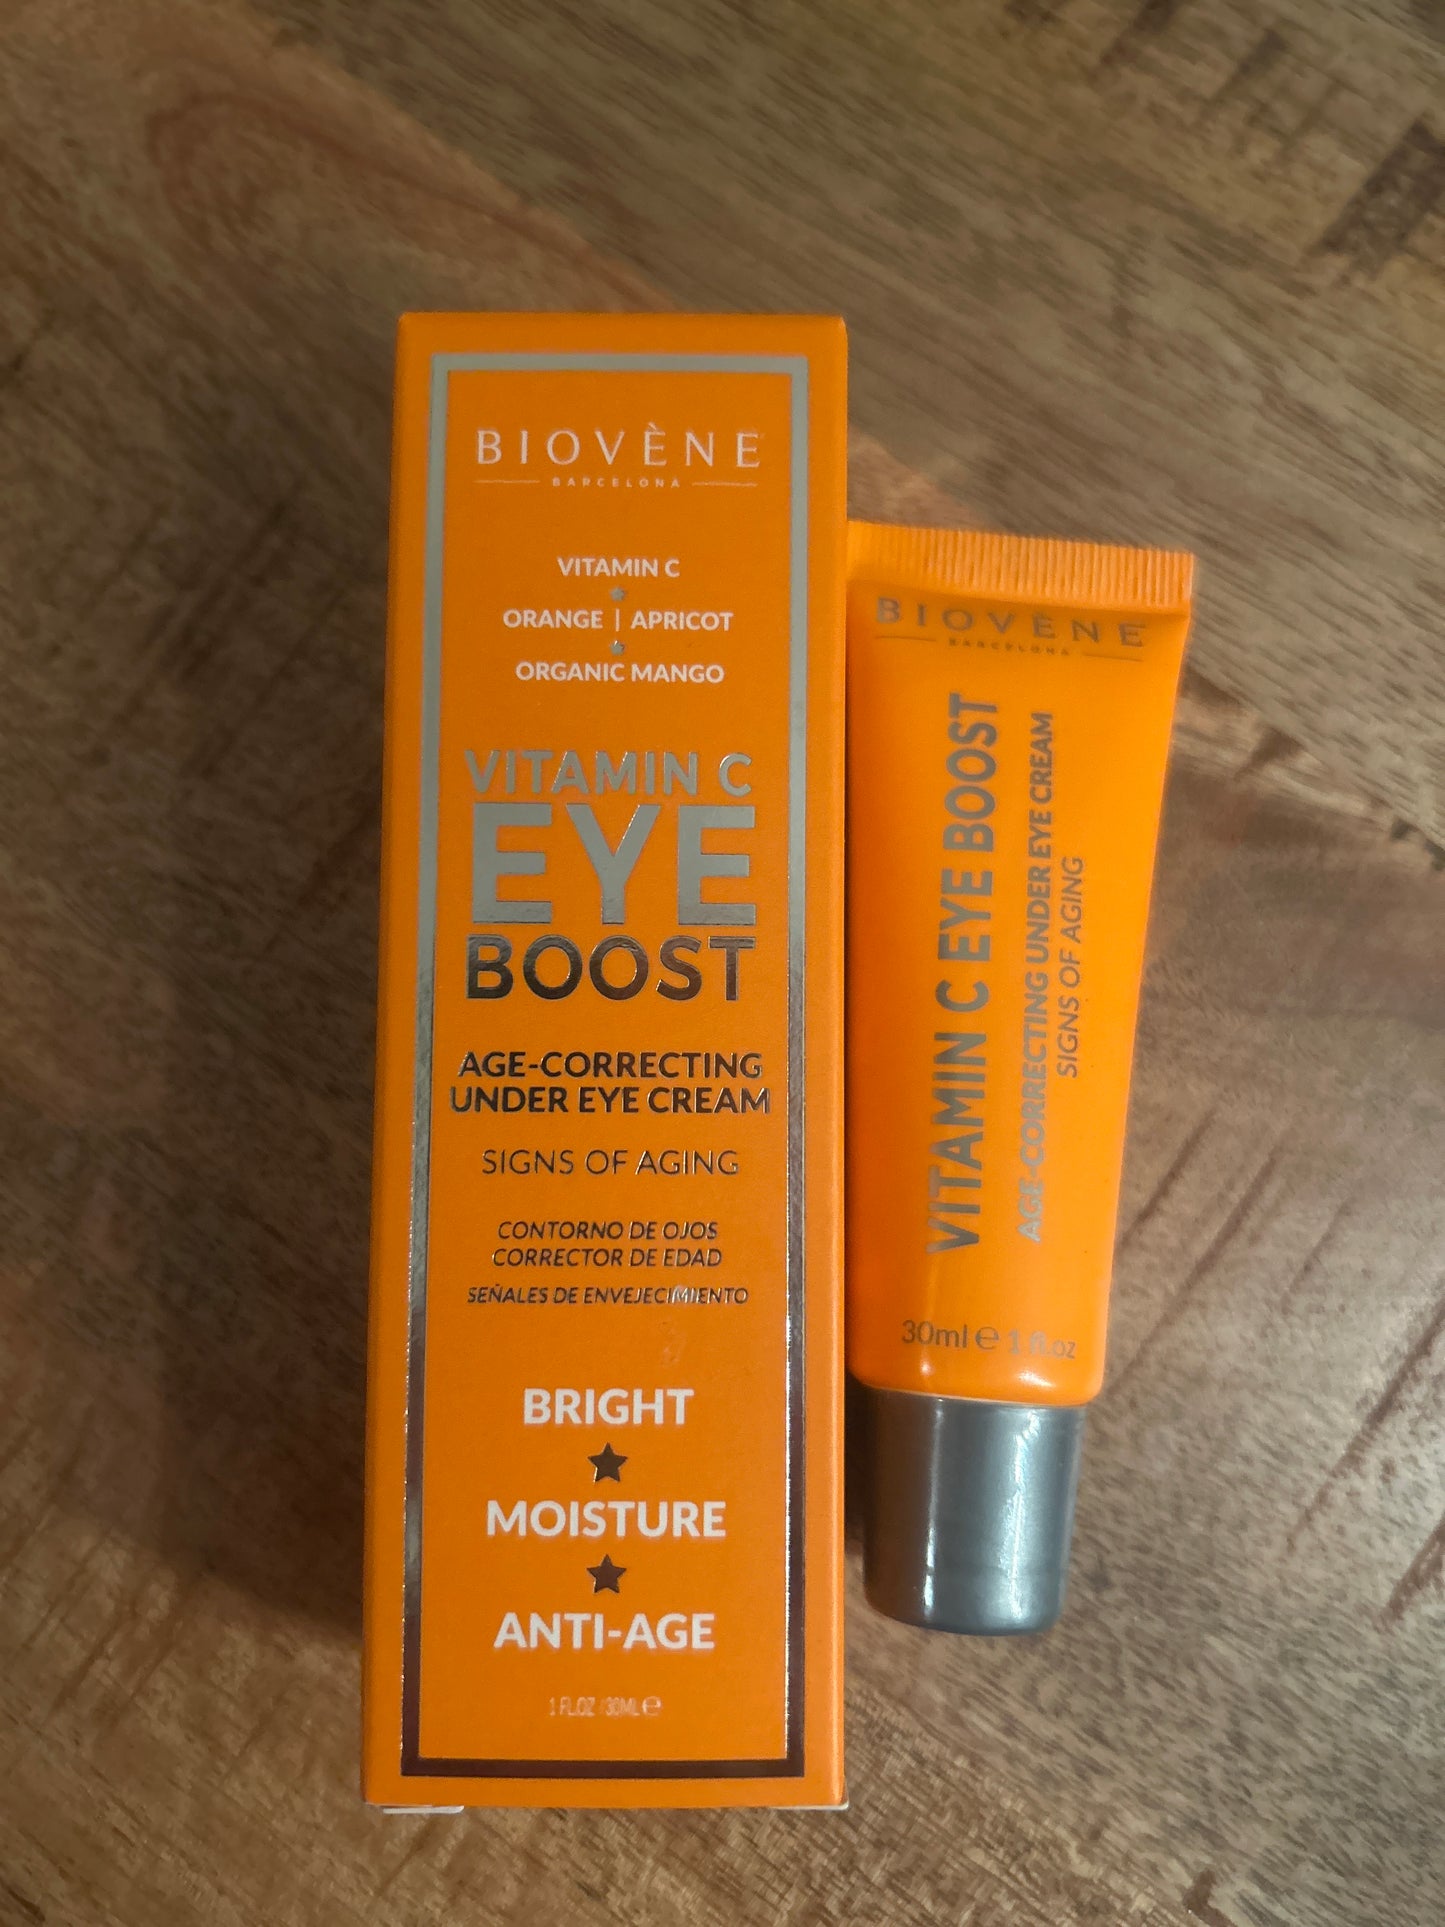 BIOVÈNE
BARCELONA
VITAMIN C
ORANGE | APRICOT
ORGANIC MANGO
VITAMIN C
EYE
BOOST
AGE-CORRECTING
UNDER EYE CREAM
SIGNS OF AGING
CONTORNO DE OJOS
CORRECTOR DE EDAD
SEÑALES DE ENVEJECIMIENTO
BRIGHT
MOISTURE
ANTI-AGE
1 FL.OZ /30ML ℮
BIOVÈNE
BARCELONA
VITAMIN C EYE BOOST
AGE-CORRECTING UNDER EYE CREAM
SIGNS OF AGING
30ml ℮ 1 fl.oz